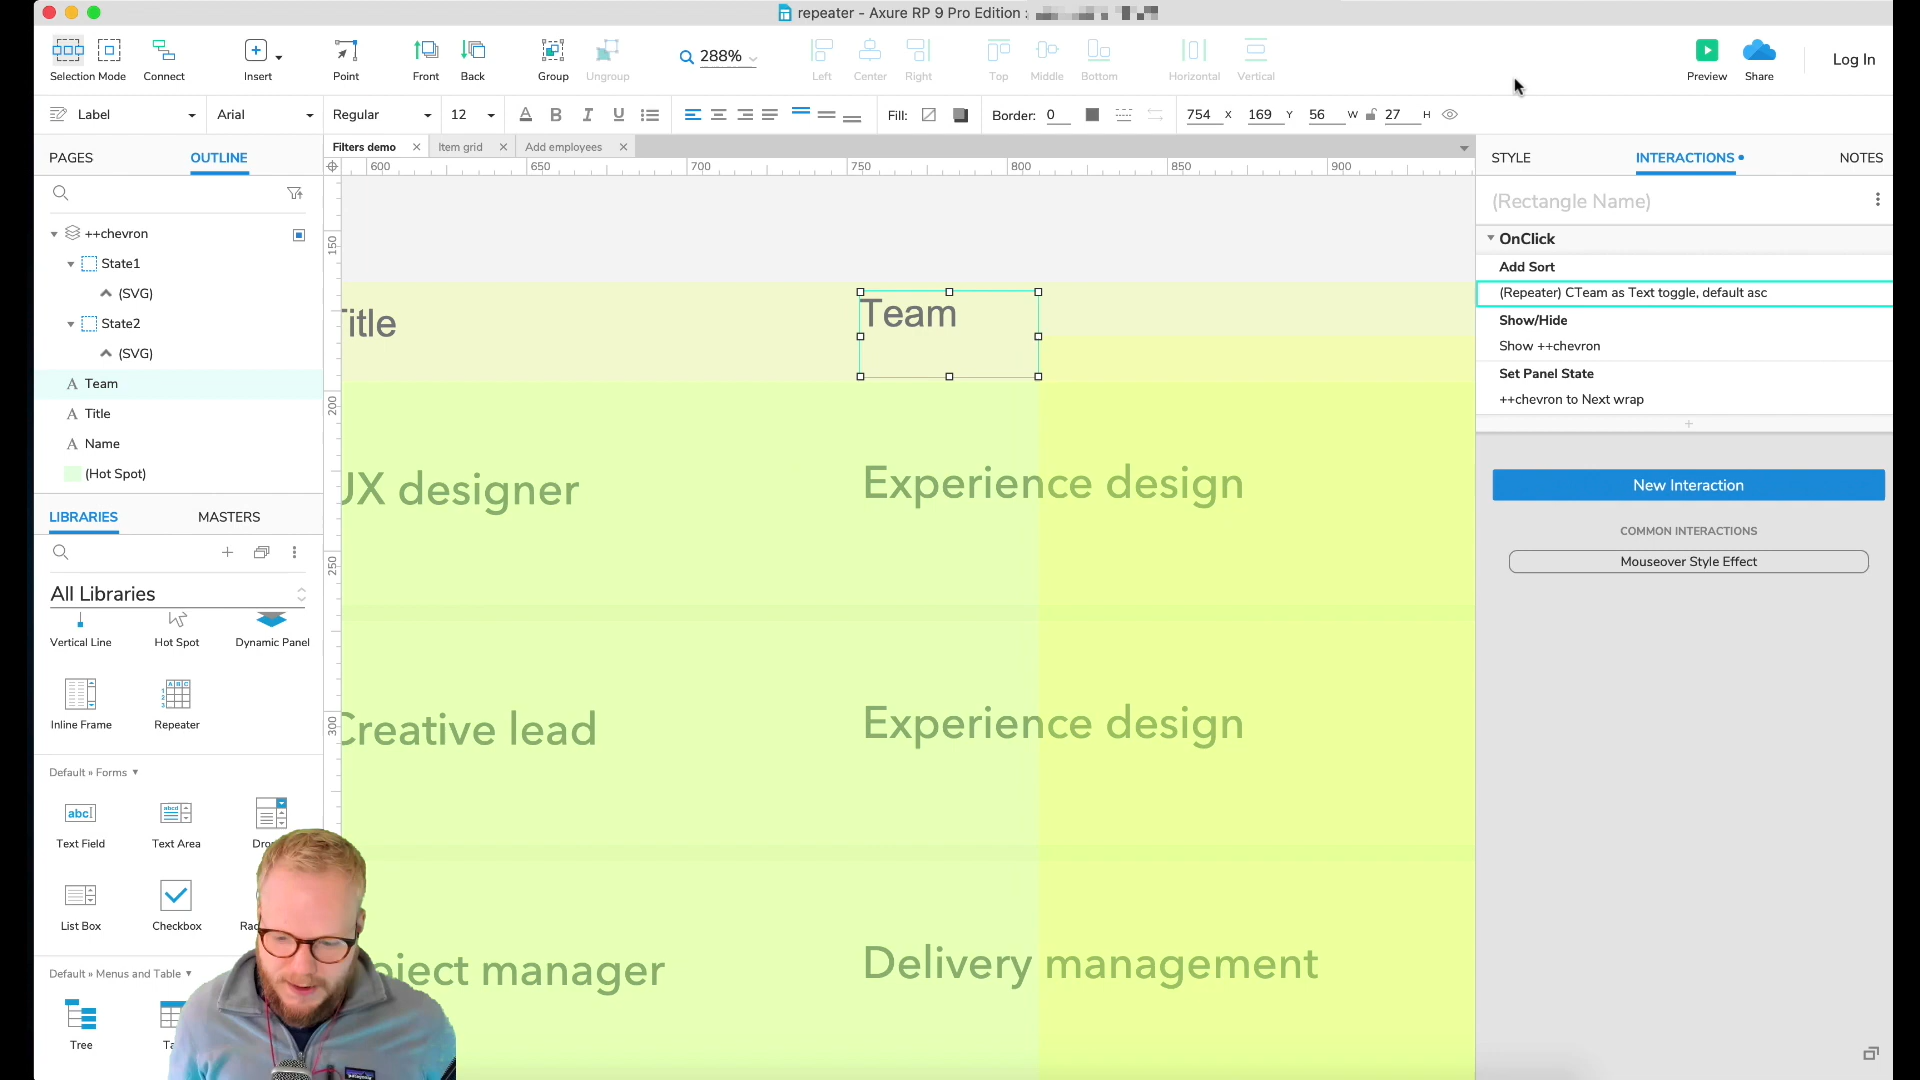 repeater - Axure RP 9 Pro Edition :
Selection Mode
Connect
Insert
Point
Front
Back
Group
Ungroup
288%
Left
Center
Right
Top
Middle
Bottom
Horizontal
Vertical
Preview
Share
Log In
Label
Arial
Regular
12
A B I U
Fill:
Border: 0
754 X 169 Y 56 W 27 H
PAGES
OUTLINE
Filters demo
Item grid
Add employees
600 650 700 750 800 850 900
STYLE
INTERACTIONS
NOTES
(Rectangle Name)
++chevron
State1
(SVG)
State2
(SVG)
A Team
A Title
A Name
(Hot Spot)
150
200
250
300
Title
Team
UX designer
Experience design
Creative lead
Experience design
manager
Delivery management
OnClick
Add Sort
(Repeater) CTeam as Text toggle, default asc
Show/Hide
Show ++chevron
Set Panel State
++chevron to Next wrap
New Interaction
COMMON INTERACTIONS
Mouseover Style Effect
LIBRARIES
MASTERS
All Libraries
Vertical Line
Hot Spot
Dynamic Panel
Inline Frame
Repeater
Default » Forms
Text Field
Text Area
List Box
Checkbox
Default » Menus and Table
Tree